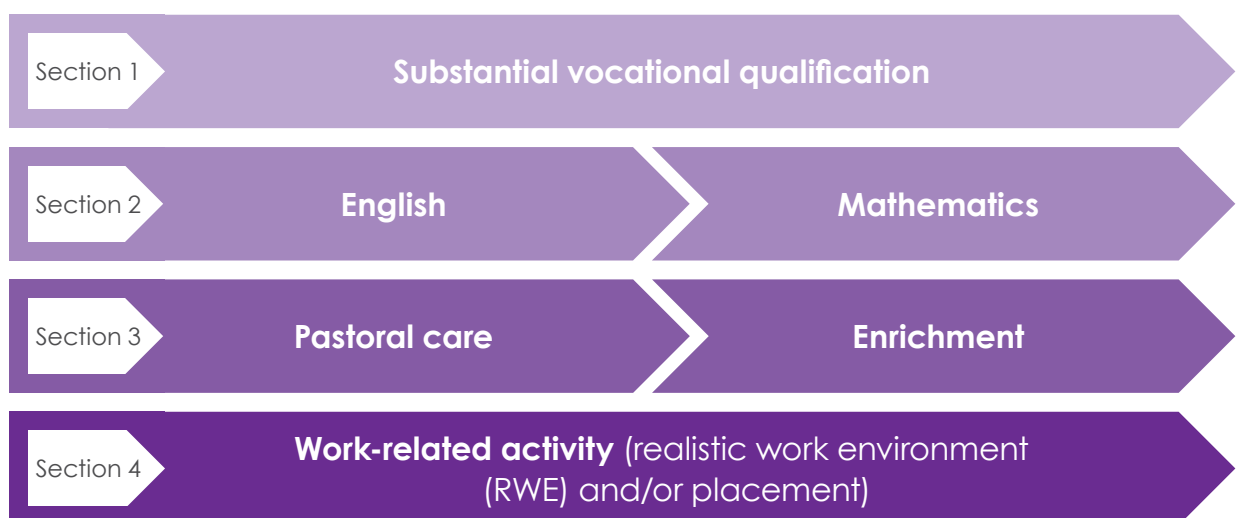 Section 1
Substantial vocational qualification
Section 2
English
Mathematics
Section 3
Pastoral care
Enrichment
Section 4
Work-related activity (realistic work environment
(RWE) and/or placement)